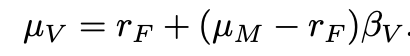 μ_V = r_F + (μ_M − r_F)β_V.